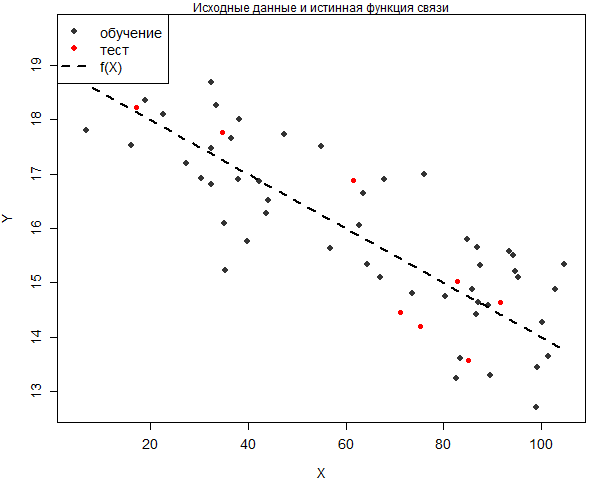 Исходные данные и истинная функция связи
обучение
тест
f(X)
19
18
17
16
15
14
13
Y
20 40 60 80 100
X